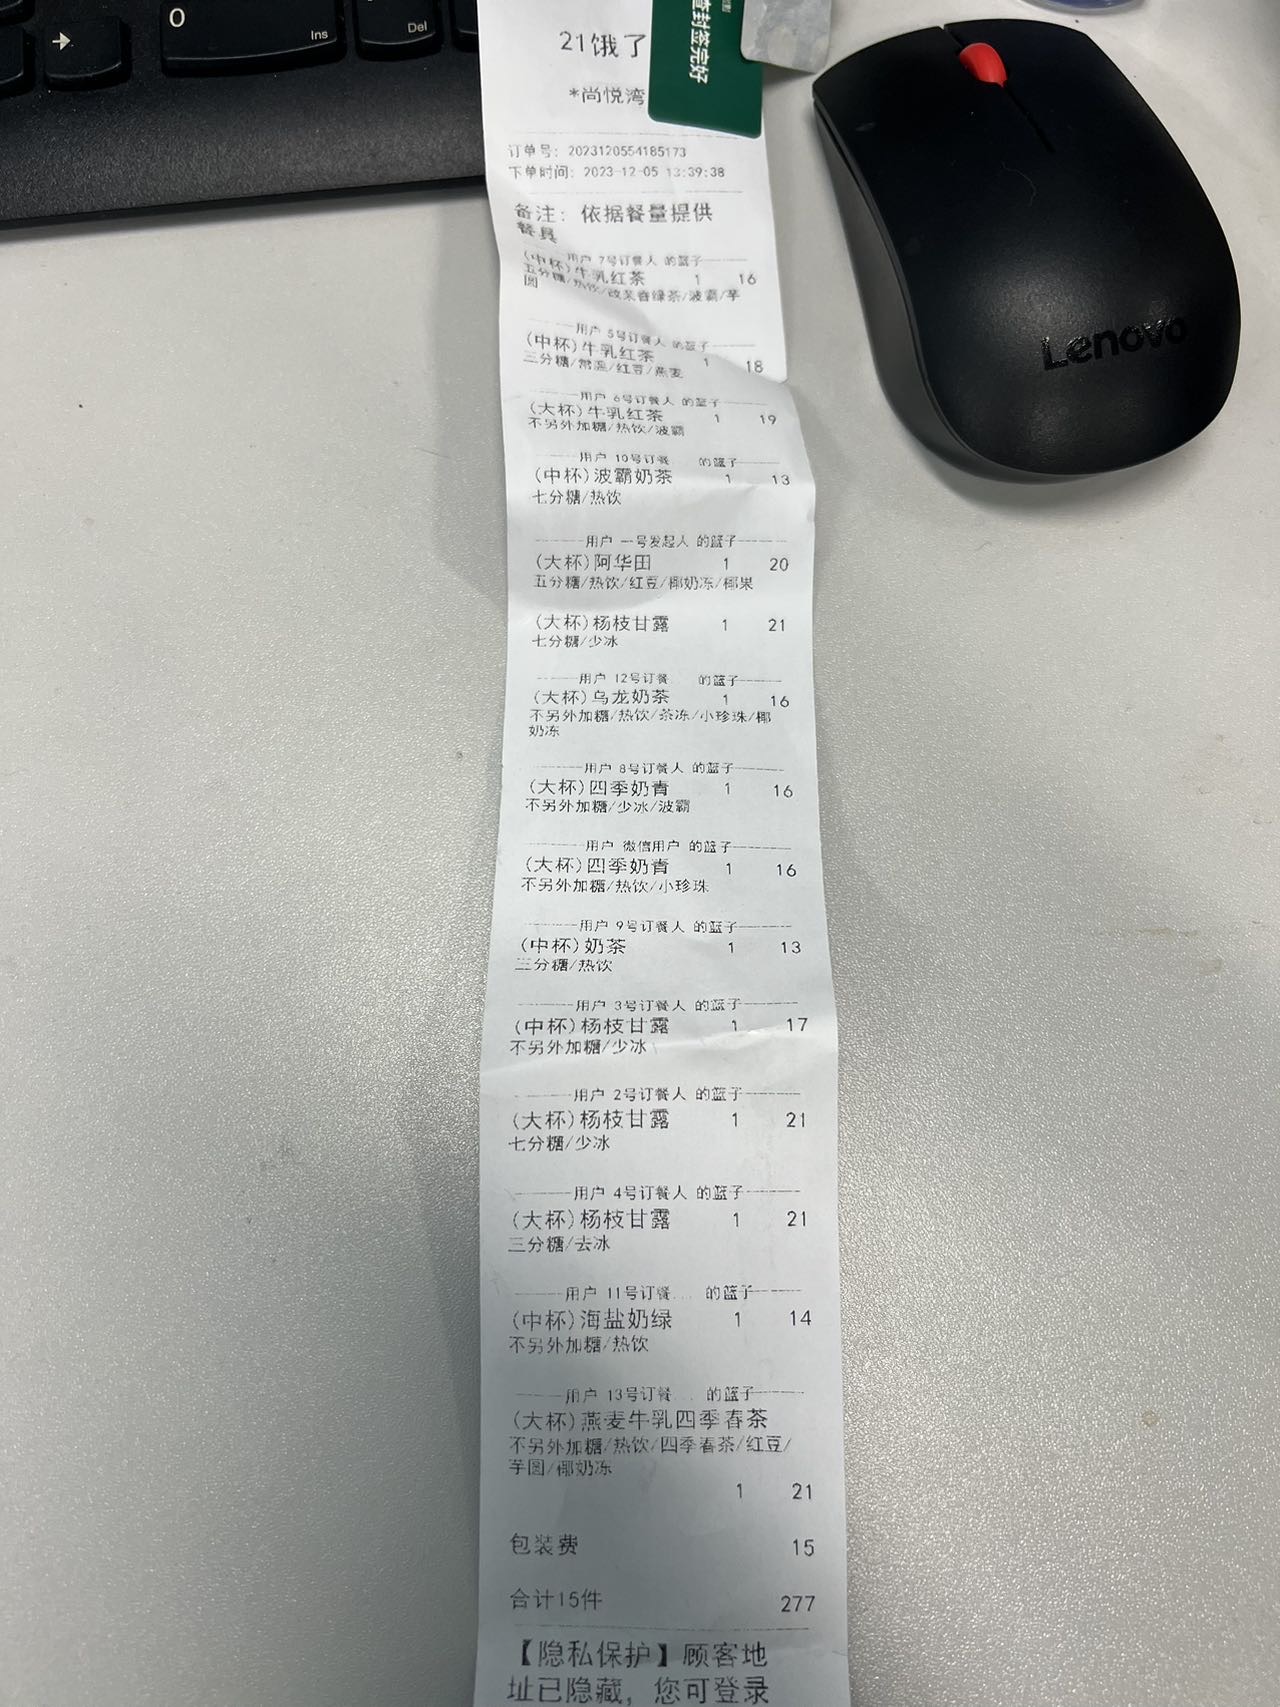 0
Ins
Del
查封签完好
21饿了
*尚悦湾
订单号: 2023120554185173
下单时间: 2023-12-05 13:39:38
备注: 依据餐量提供
餐具
用户 7号订餐人 的篮子
(中杯)牛乳红茶 1 16
五分糖/热饮/改茉香绿茶/波霸/芋
圆
用户 5号订餐人 的篮子
(中杯)牛乳红茶 1 18
三分糖/常温/红豆/燕麦
用户 6号订餐人 的篮子
(大杯)牛乳红茶 1 19
不另外加糖/热饮/波霸
用户 10号订餐... 的篮子
(中杯)波霸奶茶 1 13
七分糖/热饮
用户 一号发起人 的篮子
(大杯)阿华田 1 20
五分糖/热饮/红豆/椰奶冻/椰果
(大杯)杨枝甘露 1 21
七分糖/少冰
用户 12号订餐... 的篮子
(大杯)乌龙奶茶 1 16
不另外加糖/热饮/茶冻/小珍珠/椰
奶冻
用户 8号订餐人 的篮子
(大杯)四季奶青 1 16
不另外加糖/少冰/波霸
用户 微信用户 的篮子
(大杯)四季奶青 1 16
不另外加糖/热饮/小珍珠
用户 9号订餐人 的篮子
(中杯)奶茶 1 13
三分糖/热饮
用户 3号订餐人 的篮子
(中杯)杨枝甘露 1 17
不另外加糖/少冰
用户 2号订餐人 的篮子
(大杯)杨枝甘露 1 21
七分糖/少冰
用户 4号订餐人 的篮子
(大杯)杨枝甘露 1 21
三分糖/去冰
用户 11号订餐... 的篮子
(中杯)海盐奶绿 1 14
不另外加糖/热饮
用户 13号订餐... 的篮子
(大杯)燕麦牛乳四季春茶
不另外加糖/热饮/四季春茶/红豆/
芋圆/椰奶冻
1 21
包装费 15
合计15件 277
【隐私保护】顾客地
址已隐藏，您可登录
Lenovo